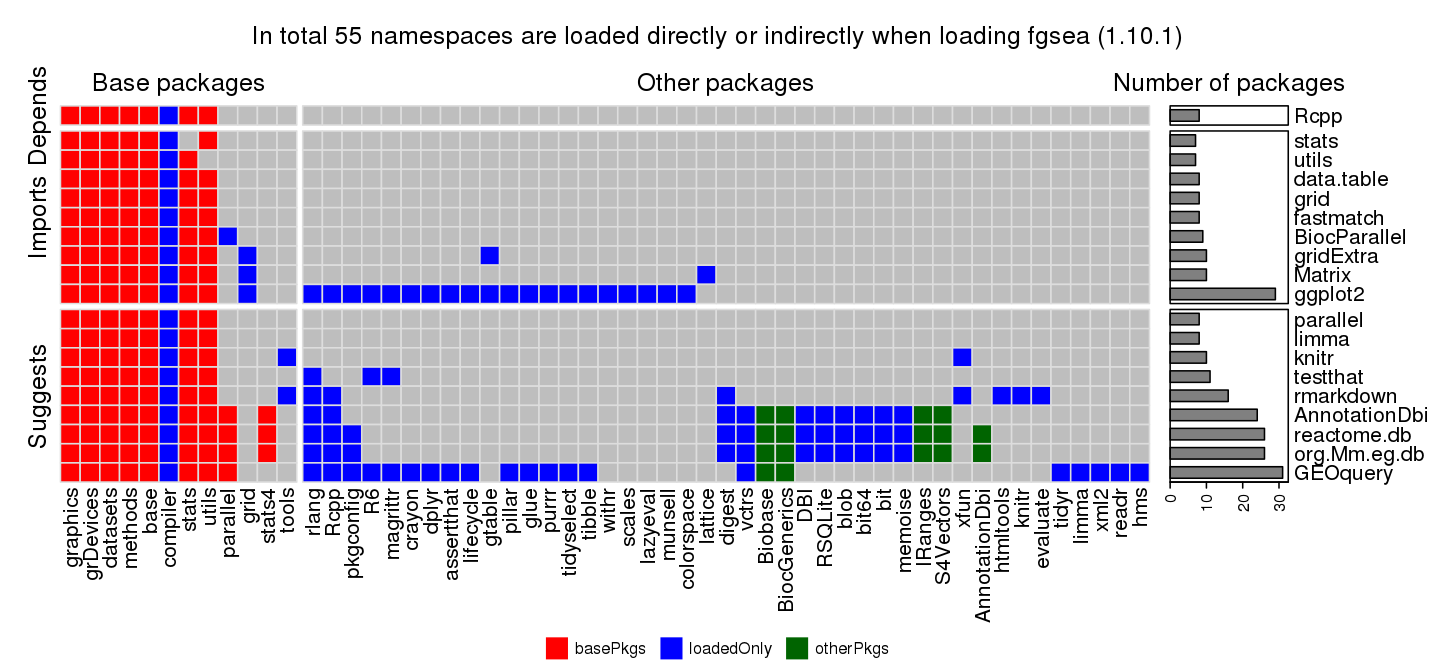 In total 55 namespaces are loaded directly or indirectly when loading fgsea (1.10.1)
Base packages
Other packages
Number of packages
Depends
Imports
Suggests
Rcpp
stats
utils
data.table
grid
fastmatch
BiocParallel
gridExtra
Matrix
ggplot2
parallel
limma
knitr
testthat
rmarkdown
AnnotationDbi
reactome.db
org.Mm.eg.db
GEOquery
0
10
20
30
graphics
grDevices
datasets
methods
base
compiler
stats
utils
parallel
grid
stats4
tools
rlang
Rcpp
pkgconfig
R6
magrittr
crayon
dplyr
assertthat
lifecycle
gtable
pillar
glue
purrr
tidyselect
tibble
withr
scales
lazyeval
munsell
colorspace
lattice
digest
vctrs
Biobase
BiocGenerics
DBI
RSQLite
blob
bit64
bit
memoise
IRanges
S4Vectors
xfun
AnnotationDbi
htmltools
knitr
evaluate
tidyr
limma
xml2
readr
hms
basePkgs
loadedOnly
otherPkgs